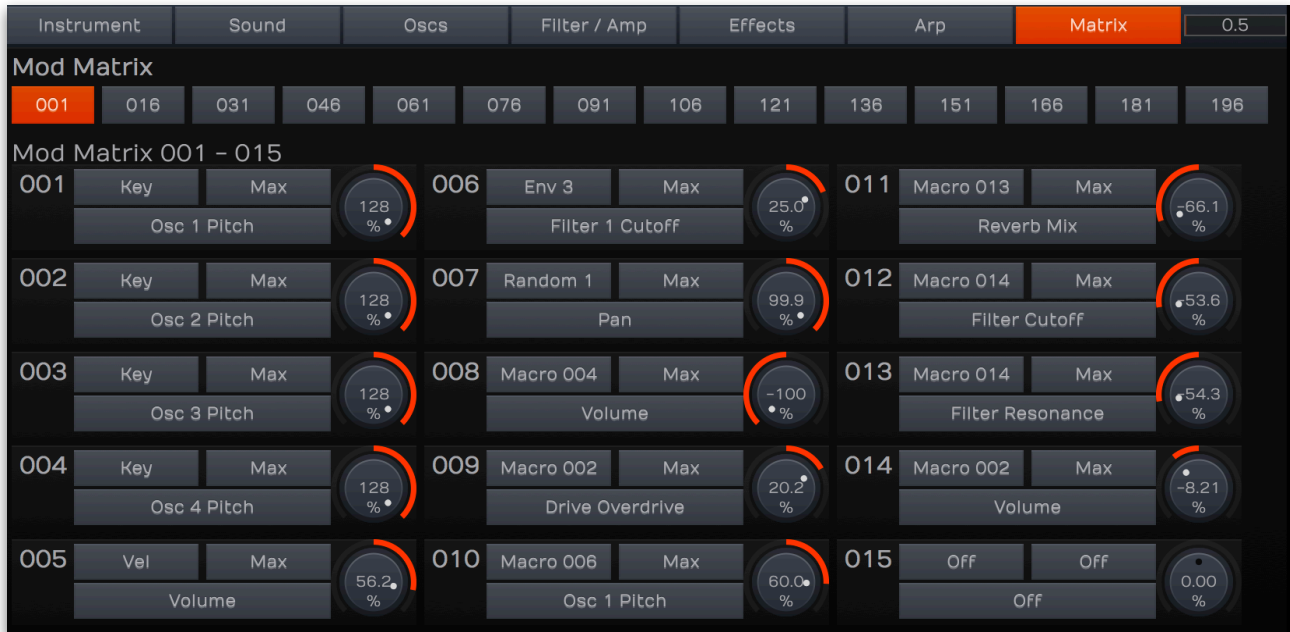 Instrument Sound Oscs Filter / Amp Effects Arp Matrix 0.5
Mod Matrix
001 016 031 046 061 076 091 106 121 136 151 166 181 196
Mod Matrix 001 - 015
001 Key Max 128 %
Osc 1 Pitch
006 Env 3 Max 25.0 %
Filter 1 Cutoff
011 Macro 013 Max -66.1 %
Reverb Mix
002 Key Max 128 %
Osc 2 Pitch
007 Random 1 Max 99.9 %
Pan
012 Macro 014 Max -53.6 %
Filter Cutoff
003 Key Max 128 %
Osc 3 Pitch
008 Macro 004 Max -100 %
Volume
013 Macro 014 Max -54.3 %
Filter Resonance
004 Key Max 128 %
Osc 4 Pitch
009 Macro 002 Max 20.2 %
Drive Overdrive
014 Macro 002 Max -8.21 %
Volume
005 Vel Max 56.2 %
Volume
010 Macro 006 Max 60.0 %
Osc 1 Pitch
015 Off Off 0.00 %
Off